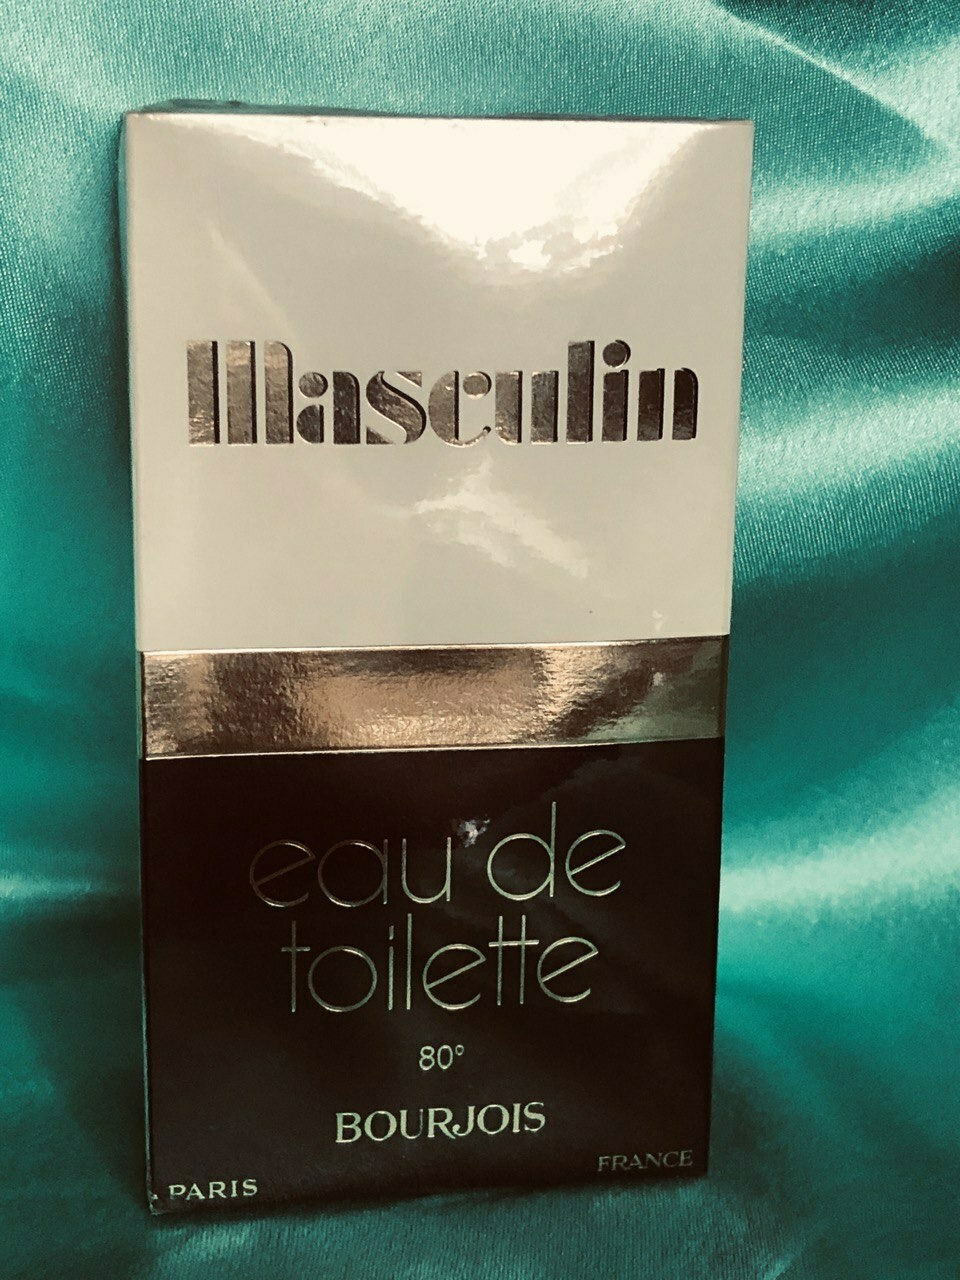 Masculin
eau de
toilette
80°
BOURJOIS
PARIS
FRANCE